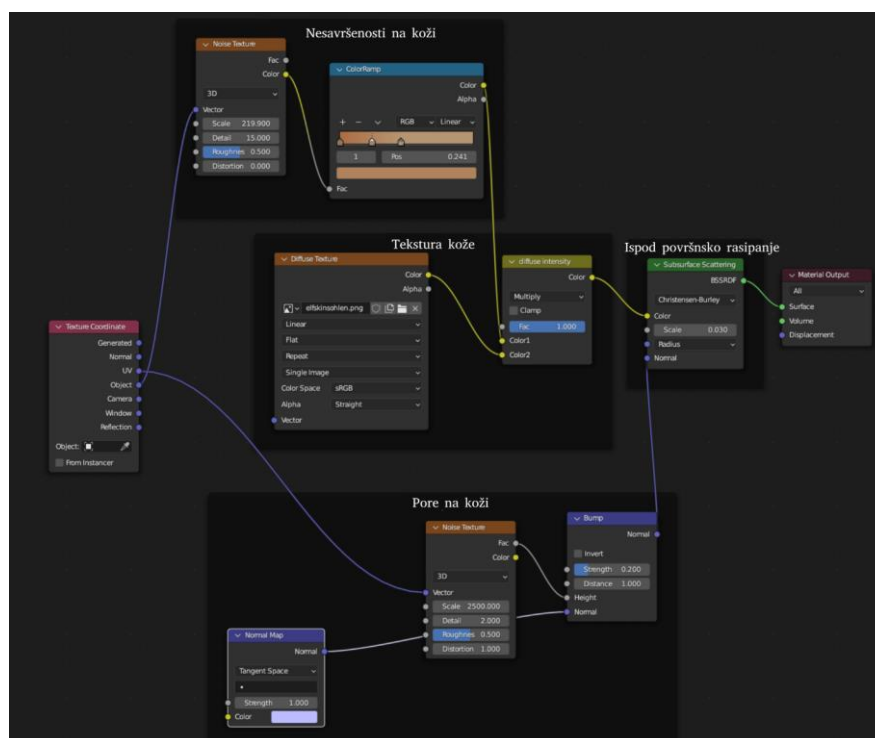 Nesavršenosti na koži
Noise Texture
Fac
Color
3D
Vector
Scale 219.900
Detail 15.000
Roughnes 0.500
Distortion 0.000
ColorRamp
Color
Alpha
+ − RGB Linear
1 Pos 0.241
Fac
Tekstura kože
Diffuse Texture
Color
Alpha
elfskinsohlen.png
Linear
Flat
Repeat
Single Image
Color Space sRGB
Alpha Straight
Vector
diffuse intensity
Color
Multiply
Clamp
Fac 1.000
Color1
Color2
Ispod površnsko rasipanje
Subsurface Scattering
BSSRDF
Christensen-Burley
Color
Scale 0.030
Radius
Normal
Material Output
All
Surface
Volume
Displacement
Texture Coordinate
Generated
Normal
UV
Object
Camera
Window
Reflection
Object:
From Instancer
Pore na koži
Noise Texture
Fac
Color
3D
Vector
Scale 2500.000
Detail 2.000
Roughnes 0.500
Distortion 1.000
Bump
Normal
Invert
Strength 0.200
Distance 1.000
Height
Normal
Normal Map
Normal
Tangent Space
Strength 1.000
Color